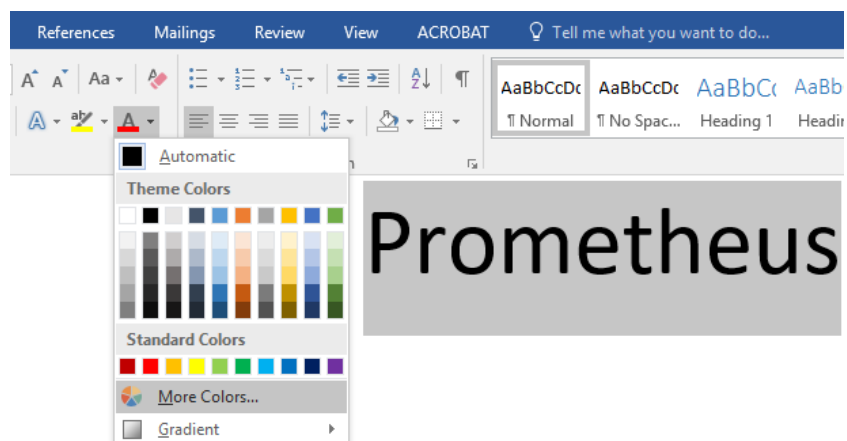 References Mailings Review View ACROBAT Tell me what you want to do...
Aa
AaBbCcDc AaBbCcDc AaBbC AaBb
¶ Normal ¶ No Spac... Heading 1 Headin
Automatic
Theme Colors
Prometheus
Standard Colors
More Colors...
Gradient